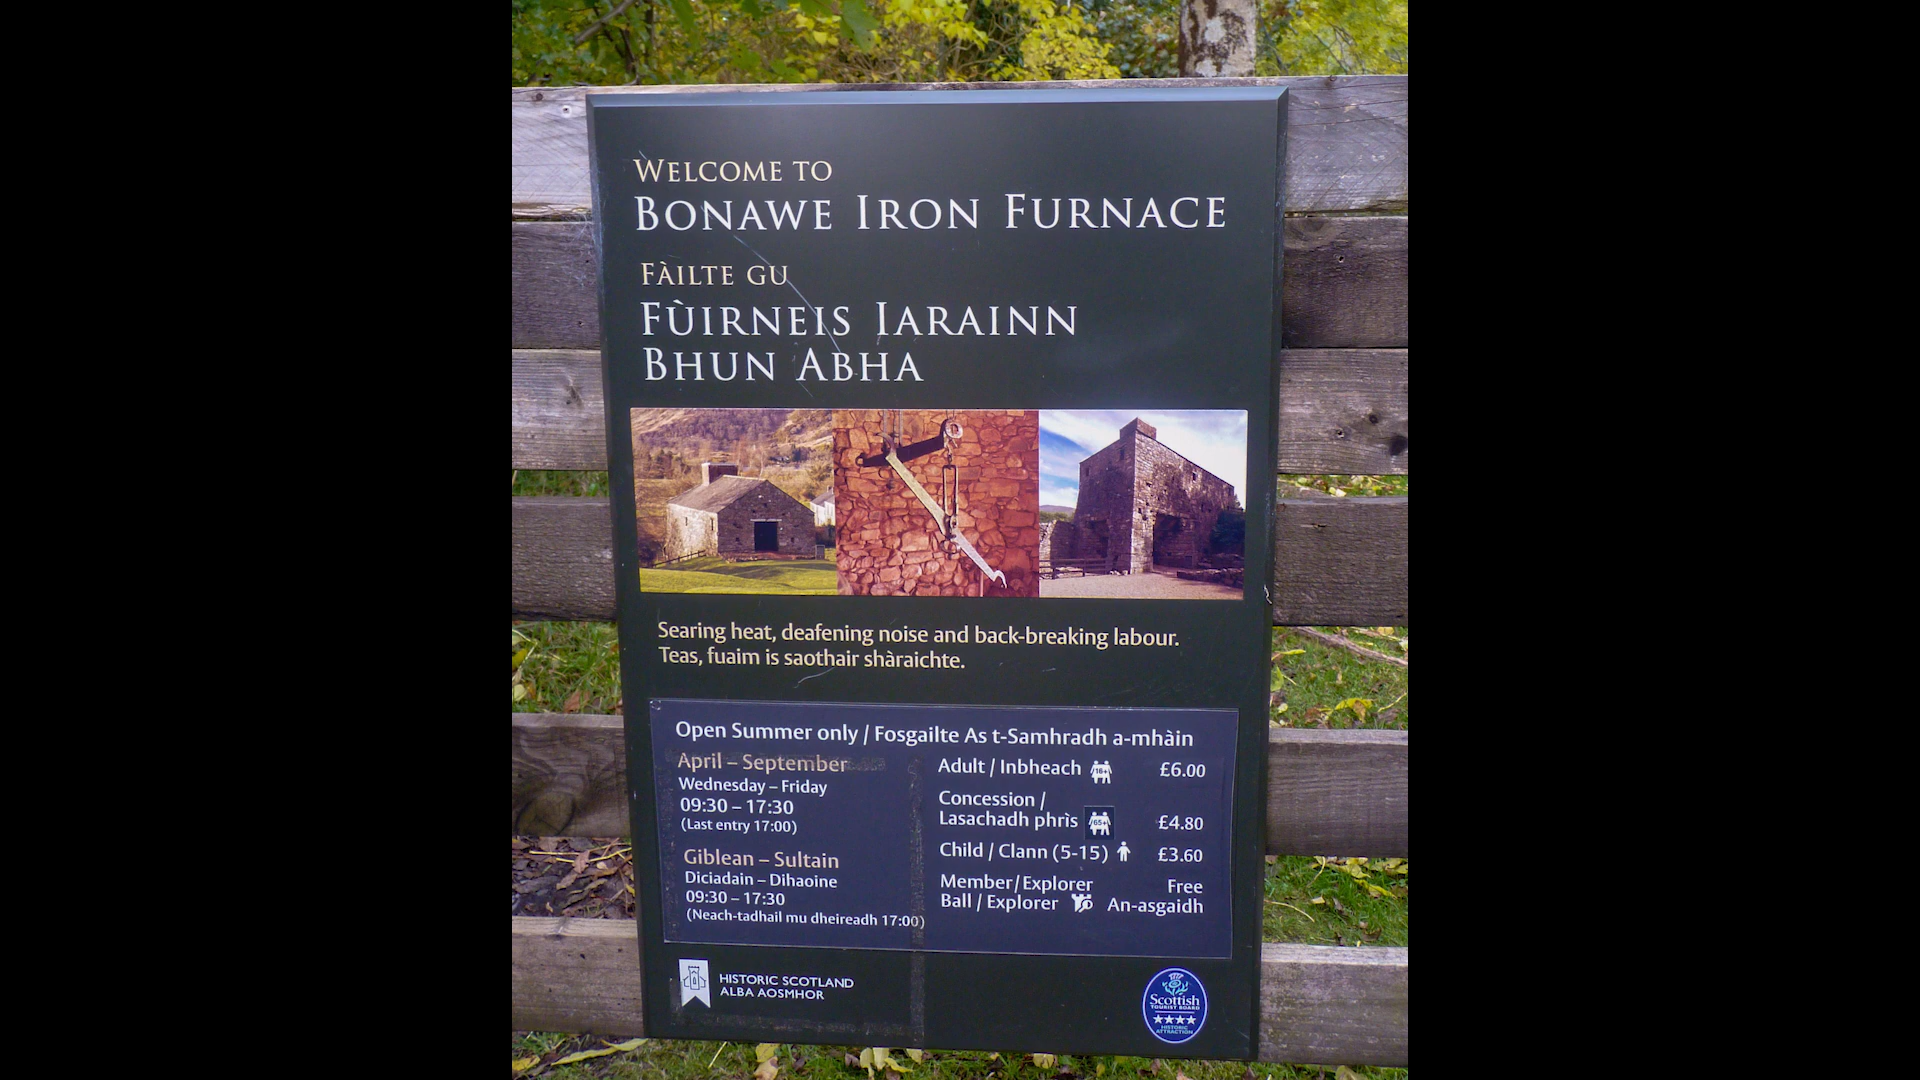 WELCOME TO
BONAWE IRON FURNACE
FÀILTE GU
FÙIRNEIS IARAINN
BHUN ABHA
Searing heat, deafening noise and back-breaking labour.
Teas, fuaim is saothair shàraichte.
Open Summer only / Fosgailte As t-Samhradh a-mhàin
April – September
Wednesday – Friday
09:30 – 17:30
(Last entry 17:00)
Giblean – Sultain
Diciadain – Dihaoine
09:30 – 17:30
(Neach-tadhail mu dheireadh 17:00)
Adult / Inbheach 16+ £6.00
Concession /
Lasachadh phrìs 65+ £4.80
Child / Clann (5-15) £3.60
Member/Explorer Free
Ball / Explorer An-asgaidh
HISTORIC SCOTLAND
ALBA AOSMHOR
Scottish
TOURIST BOARD
HISTORIC
ATTRACTION